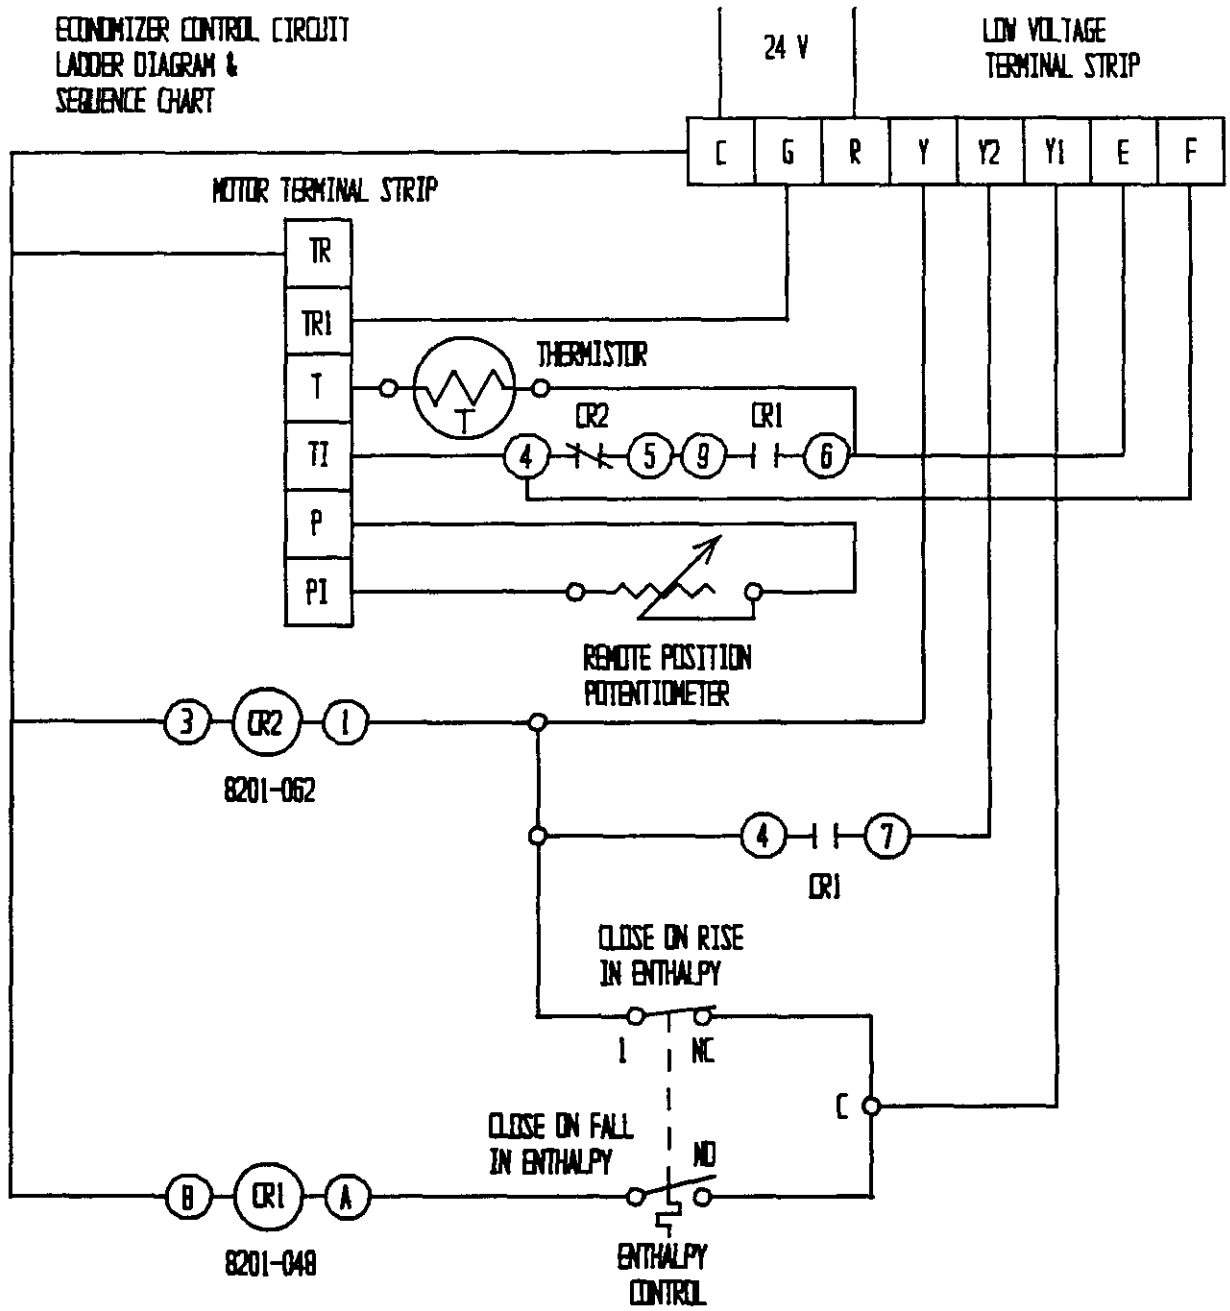 ECONOMIZER CONTROL CIRCUIT
LADDER DIAGRAM &
SEQUENCE CHART
24 V
LOW VOLTAGE
TERMINAL STRIP
C G R Y Y2 Y1 E F
MOTOR TERMINAL STRIP
TR
TR1
T
THERMISTOR
T
CR2
CR1
TI
4
5
9
6
P
PI
REMOTE POSITION
POTENTIOMETER
3
CR2
1
8201-062
4
7
CR1
CLOSE ON RISE
IN ENTHALPY
1
NC
C
CLOSE ON FALL
IN ENTHALPY
NO
B
CR1
A
8201-048
ENTHALPY
CONTROL